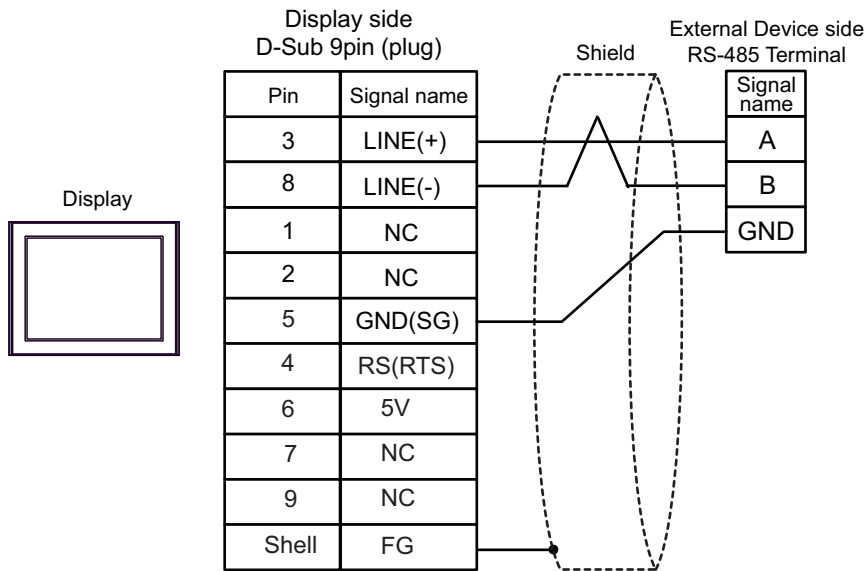 Display side
D-Sub 9pin (plug)
Shield
External Device side
RS-485 Terminal
Display
Pin Signal name
3 LINE(+)
8 LINE(-)
1 NC
2 NC
5 GND(SG)
4 RS(RTS)
6 5V
7 NC
9 NC
Shell FG
Signal
name
A
B
GND